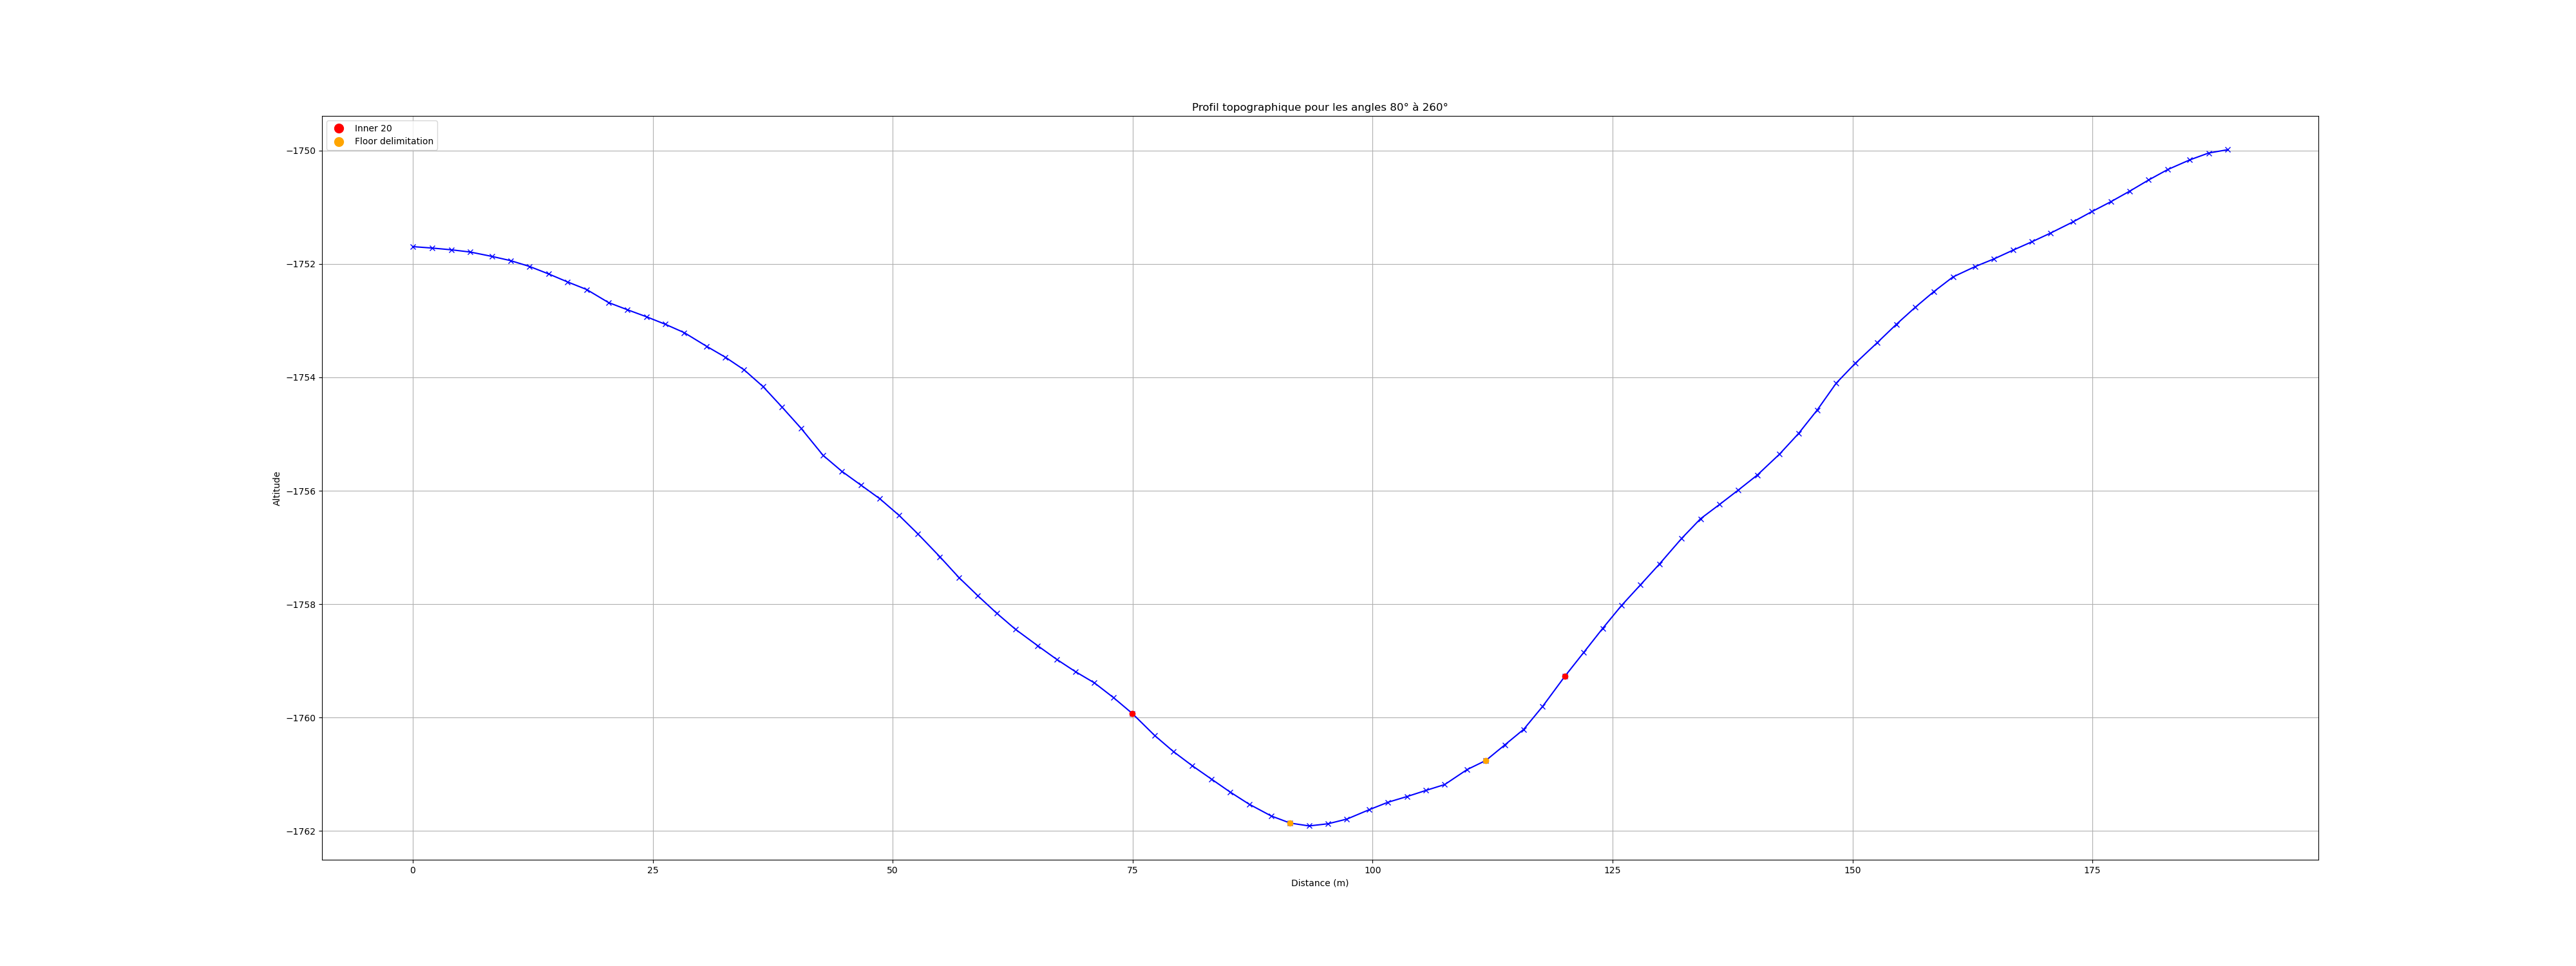 Profil topographique pour les angles 80° à 260°
Inner 20
Floor delimitation
Altitude
−1750
−1752
−1754
−1756
−1758
−1760
−1762
0 25 50 75 100 125 150 175
Distance (m)